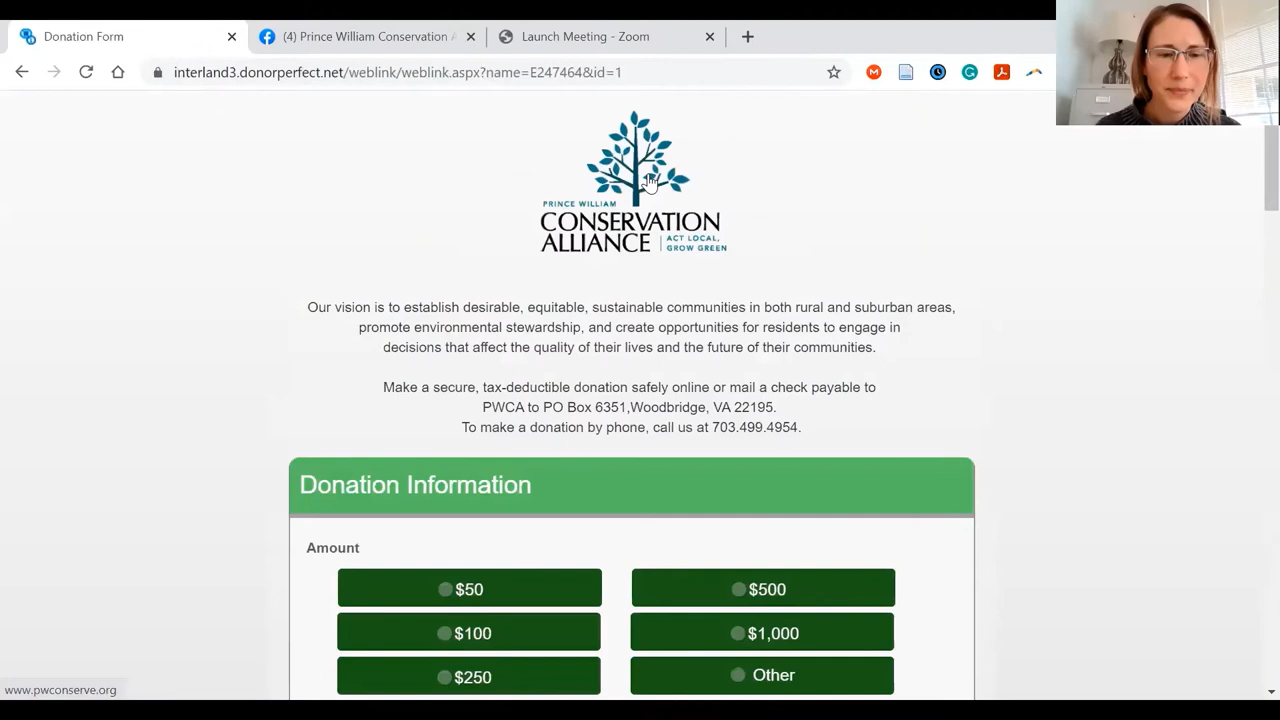 Donation Form
(4) Prince William Conservation A
Launch Meeting - Zoom
interland3.donorperfect.net/weblink/weblink.aspx?name=E247464&id=1
PRINCE WILLIAM
CONSERVATION
ALLIANCE
ACT LOCAL,
GROW GREEN
Our vision is to establish desirable, equitable, sustainable communities in both rural and suburban areas,
promote environmental stewardship, and create opportunities for residents to engage in
decisions that affect the quality of their lives and the future of their communities.
Make a secure, tax-deductible donation safely online or mail a check payable to
PWCA to PO Box 6351,Woodbridge, VA 22195.
To make a donation by phone, call us at 703.499.4954.
Donation Information
Amount
$50
$500
$100
$1,000
$250
Other
www.pwconserve.org